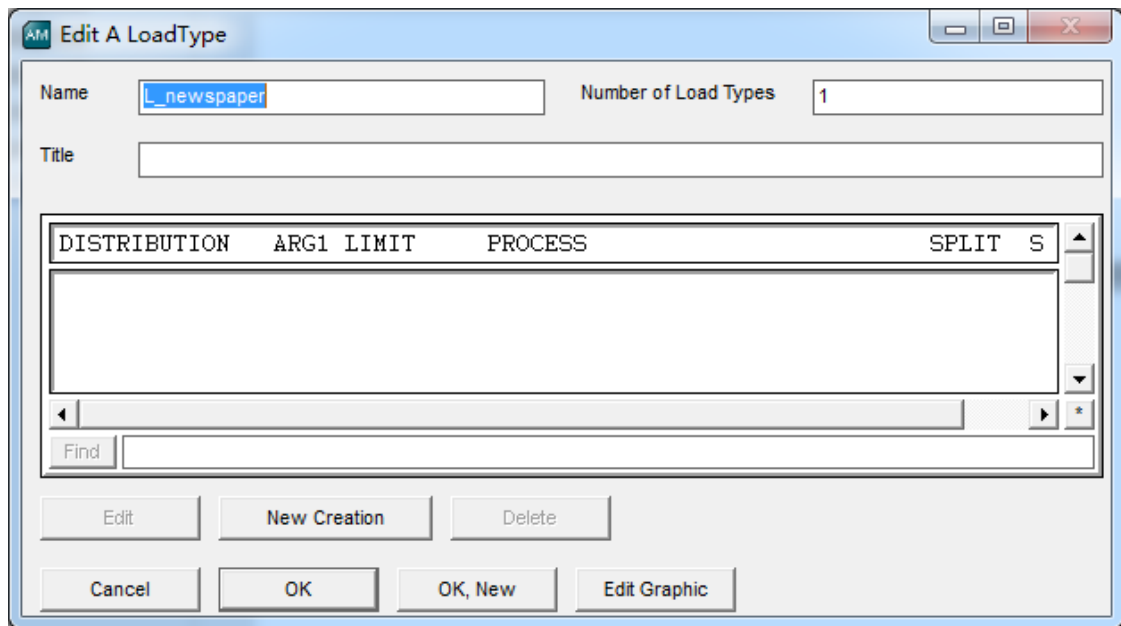 AM Edit A LoadType
Name L_newspaper Number of Load Types 1
Title
DISTRIBUTION ARG1 LIMIT PROCESS SPLIT S
*
Find
Edit New Creation Delete
Cancel OK OK, New Edit Graphic